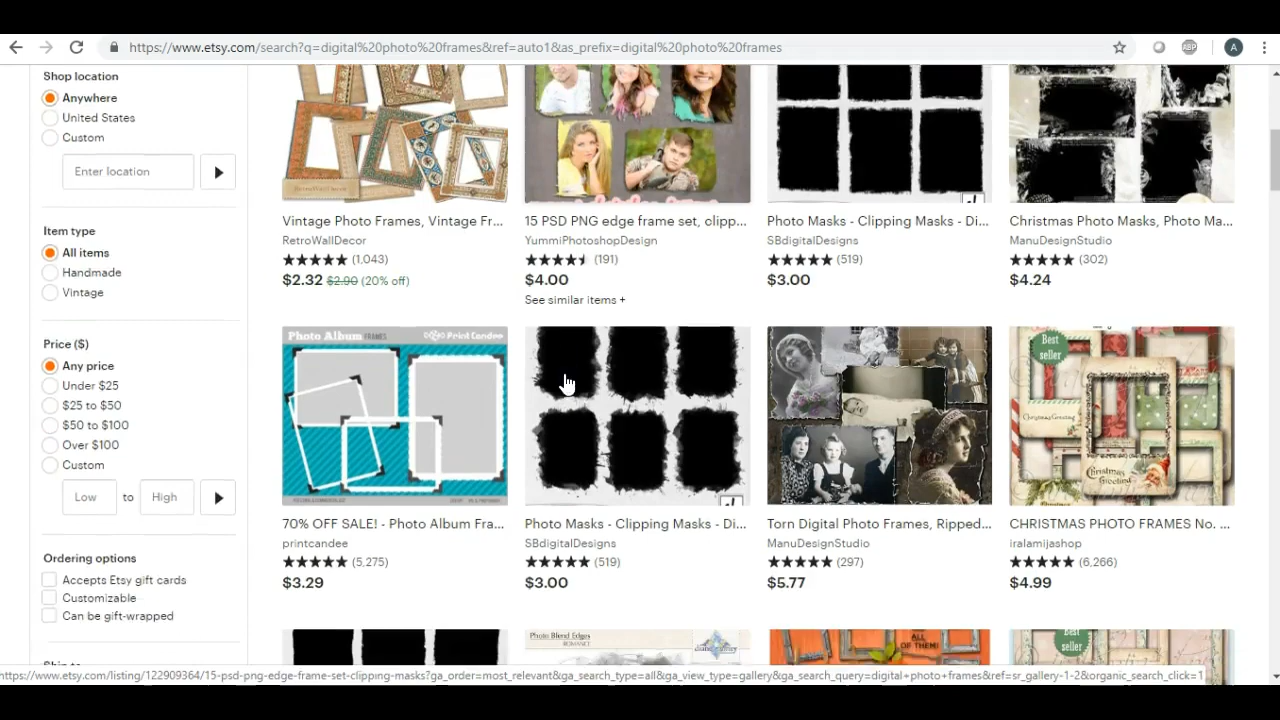 https://www.etsy.com/search?q=digital%20photo%20frames&ref=auto1&as_prefix=digital%20photo%20frames
ABP
A
Shop location
Anywhere
United States
Custom
Enter location
Item type
All items
Handmade
Vintage
Price ($)
Any price
Under $25
$25 to $50
$50 to $100
Over $100
Custom
Low to High
Ordering options
Accepts Etsy gift cards
Customizable
Can be gift-wrapped
RetroWallDecor
Vintage Photo Frames, Vintage Fr...
RetroWallDecor
(1,043)
$2.32 $2.90 (20% off)
15 PSD PNG edge frame set, clipp...
YummiPhotoshopDesign
(191)
$4.00
See similar items +
Photo Masks - Clipping Masks - Di...
SBdigitalDesigns
(519)
$3.00
Christmas Photo Masks, Photo Ma...
ManuDesignStudio
(302)
$4.24
Photo Album FRAMES Print Candee
70% OFF SALE! - Photo Album Fra...
printcandee
(5,275)
$3.29
Photo Masks - Clipping Masks - Di...
SBdigitalDesigns
(519)
$3.00
Torn Digital Photo Frames, Ripped...
ManuDesignStudio
(297)
$5.77
Best
seller
Christmas Greeting
Christmas
Greeting
CHRISTMAS PHOTO FRAMES No. ...
iralamijashop
(6,266)
$4.99
Photo Blend Edges
ALL
OF THEM!
Best
seller
https://www.etsy.com/listing/122909364/15-psd-png-edge-frame-set-clipping-masks?ga_order=most_relevant&ga_search_type=all&ga_view_type=gallery&ga_search_query=digital+photo+frames&ref=sr_gallery-1-2&organic_search_click=1